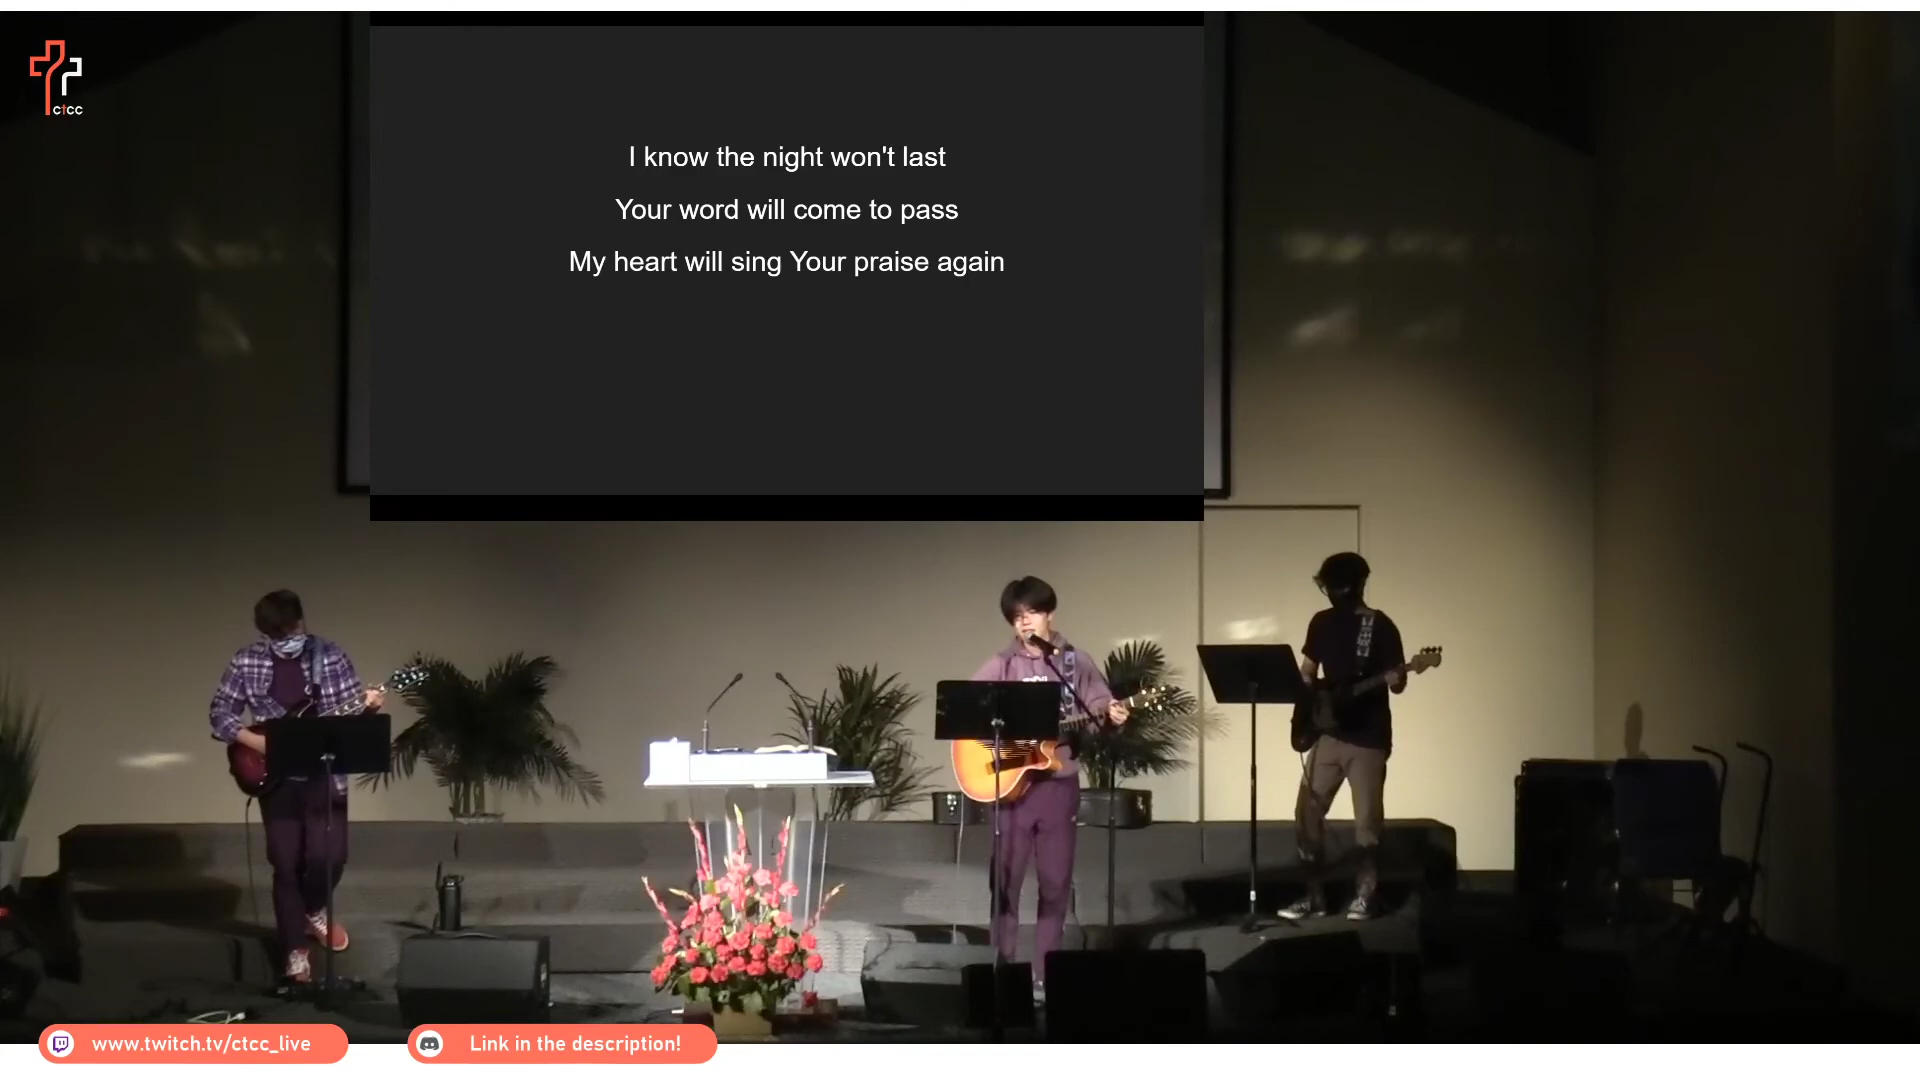 ctcc
I know the night won't last
Your word will come to pass
My heart will sing Your praise again
www.twitch.tv/ctcc_live
Link in the description!